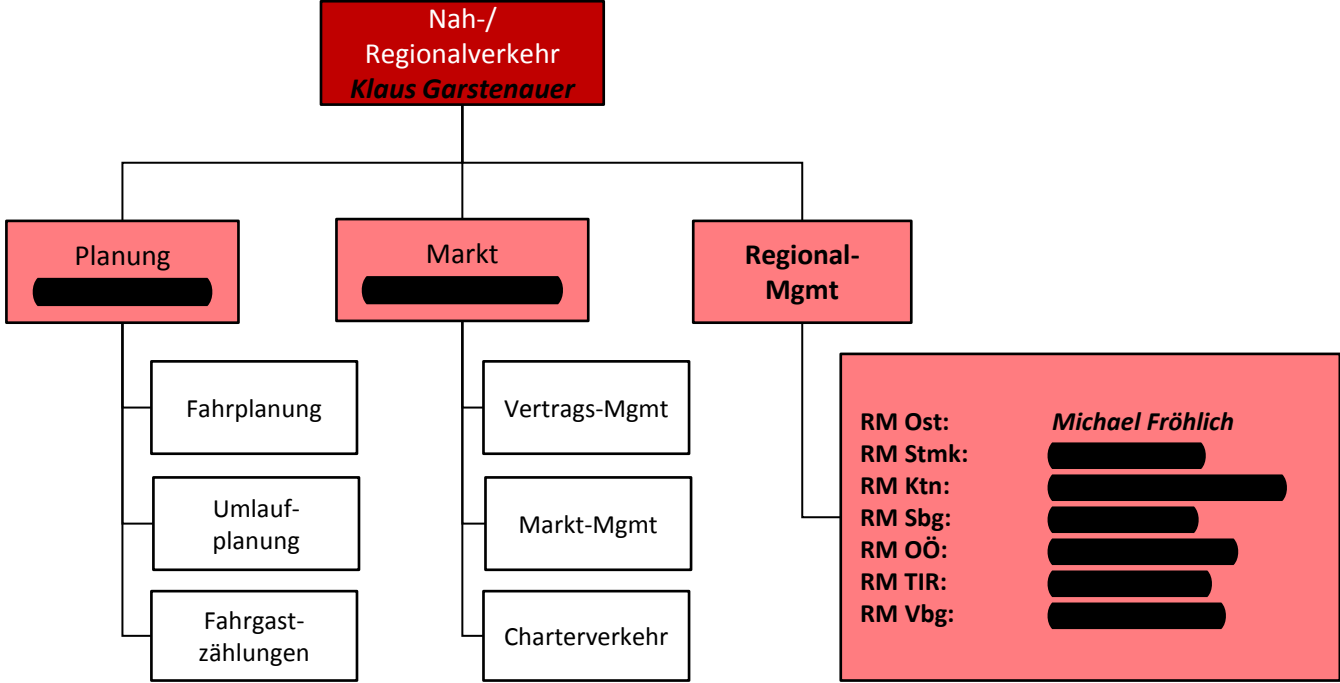 Nah-/
Regionalverkehr
Klaus Garstenauer
Planung
Markt
Regional-
Mgmt
Fahrplanung
Umlauf-
planung
Fahrgast-
zählungen
Vertrags-Mgmt
Markt-Mgmt
Charterverkehr
RM Ost: Michael Fröhlich
RM Stmk:
RM Ktn:
RM Sbg:
RM OÖ:
RM TIR:
RM Vbg: